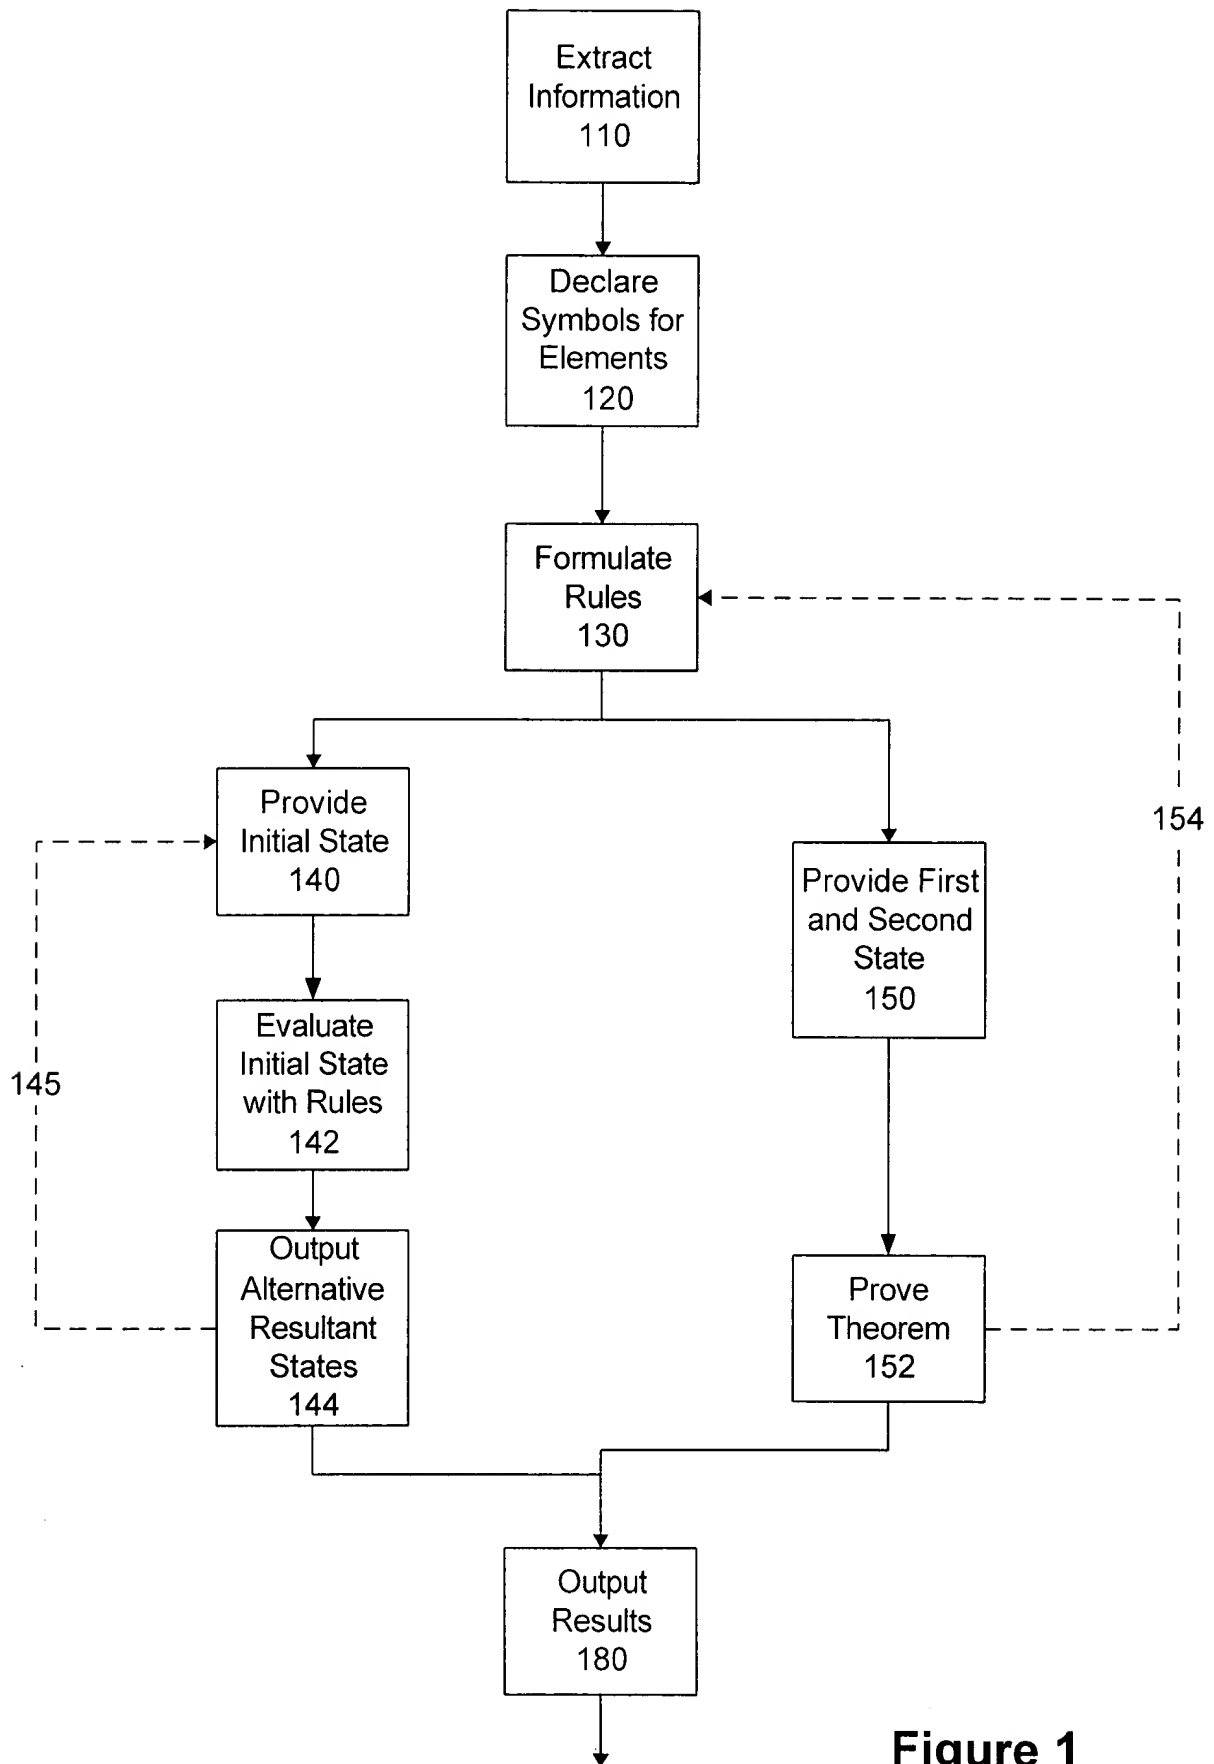 Extract
Information
110
Declare
Symbols for
Elements
120
Formulate
Rules
130
Provide
Initial State
140
154
Provide First
and Second
State
150
Evaluate
Initial State
with Rules
142
145
Output
Alternative
Resultant
States
144
Prove
Theorem
152
Output
Results
180
Figure 1